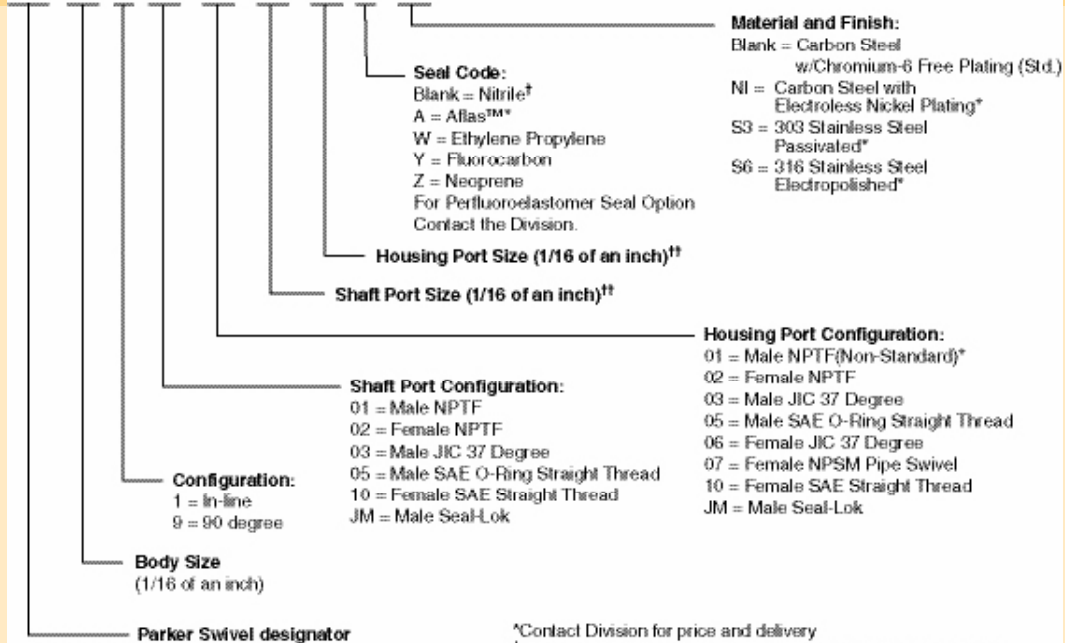 Material and Finish:
Blank = Carbon Steel
w/Chromium-6 Free Plating (Std.)
NI = Carbon Steel with
Electroless Nickel Plating*
S3 = 303 Stainless Steel
Passivated*
S6 = 316 Stainless Steel
Electropolished*
Seal Code:
Blank = Nitrile†
A = Aflas™*
W = Ethylene Propylene
Y = Fluorocarbon
Z = Neoprene
For Perfluoroelastomer Seal Option
Contact the Division.
Housing Port Size (1/16 of an inch)††
Shaft Port Size (1/16 of an inch)††
Housing Port Configuration:
01 = Male NPTF(Non-Standard)*
02 = Female NPTF
03 = Male JIC 37 Degree
05 = Male SAE O-Ring Straight Thread
06 = Female JIC 37 Degree
07 = Female NPSM Pipe Swivel
10 = Female SAE Straight Thread
JM = Male Seal-Lok
Shaft Port Configuration:
01 = Male NPTF
02 = Female NPTF
03 = Male JIC 37 Degree
05 = Male SAE O-Ring Straight Thread
10 = Female SAE Straight Thread
JM = Male Seal-Lok
Configuration:
1 = In-line
9 = 90 degree
Body Size
(1/16 of an inch)
Parker Swivel designator
*Contact Division for price and delivery